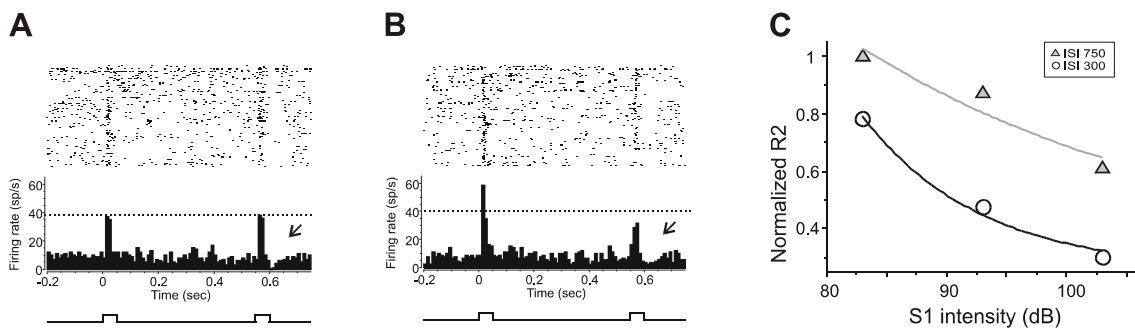 A
60
40
20
0
Firing rate (sp/s)
-0.2 0 0.2 0.4 0.6
Time (sec)
B
60
40
20
0
Firing rate (sp/s)
-0.2 0 0.2 0.4 0.6
Time (sec)
C
ISI 750
ISI 300
1
0.8
0.6
0.4
Normalized R2
80 90 100
S1 intensity (dB)